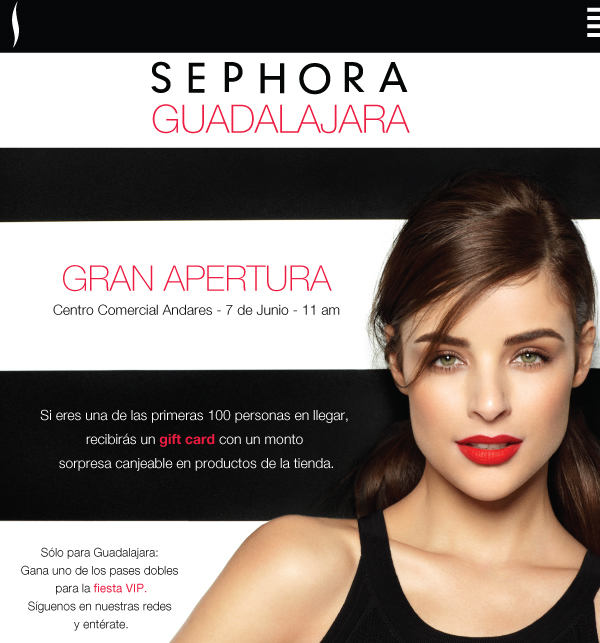 SEPHORA
GUADALAJARA
GRAN APERTURA
Centro Comercial Andares - 7 de Junio - 11 am
Si eres una de las primeras 100 personas en llegar,
recibirás un gift card con un monto
sorpresa canjeable en productos de la tienda.
Sólo para Guadalajara:
Gana uno de los pases dobles
para la fiesta VIP.
Síguenos en nuestras redes
y entérate.